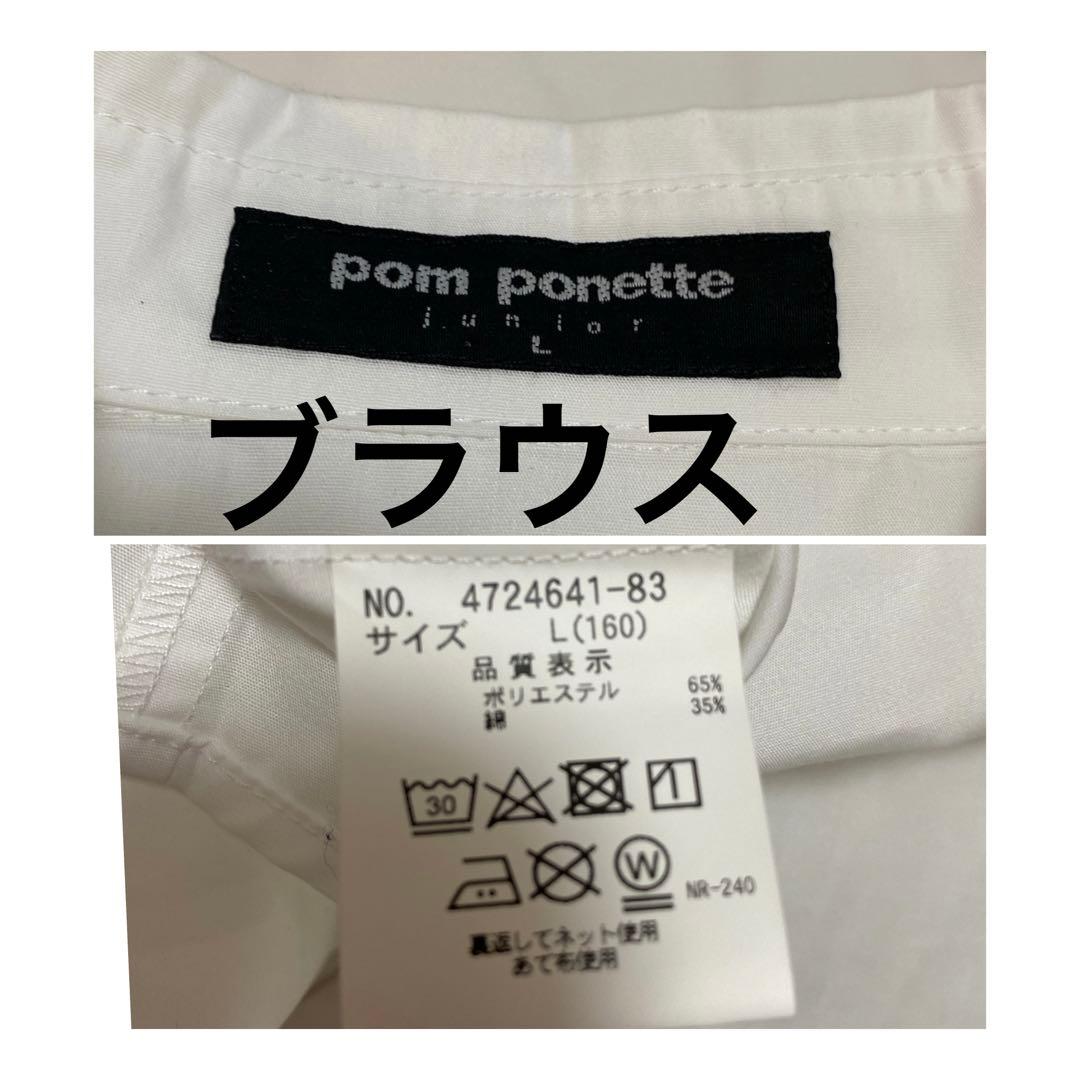 pom ponette
junior
L
ブラウス
NO. 4724641-83
サイズ L(160)
品質表示
ポリエステル 65%
綿 35%
30
W
NR-240
裏返してネット使用
あて布使用